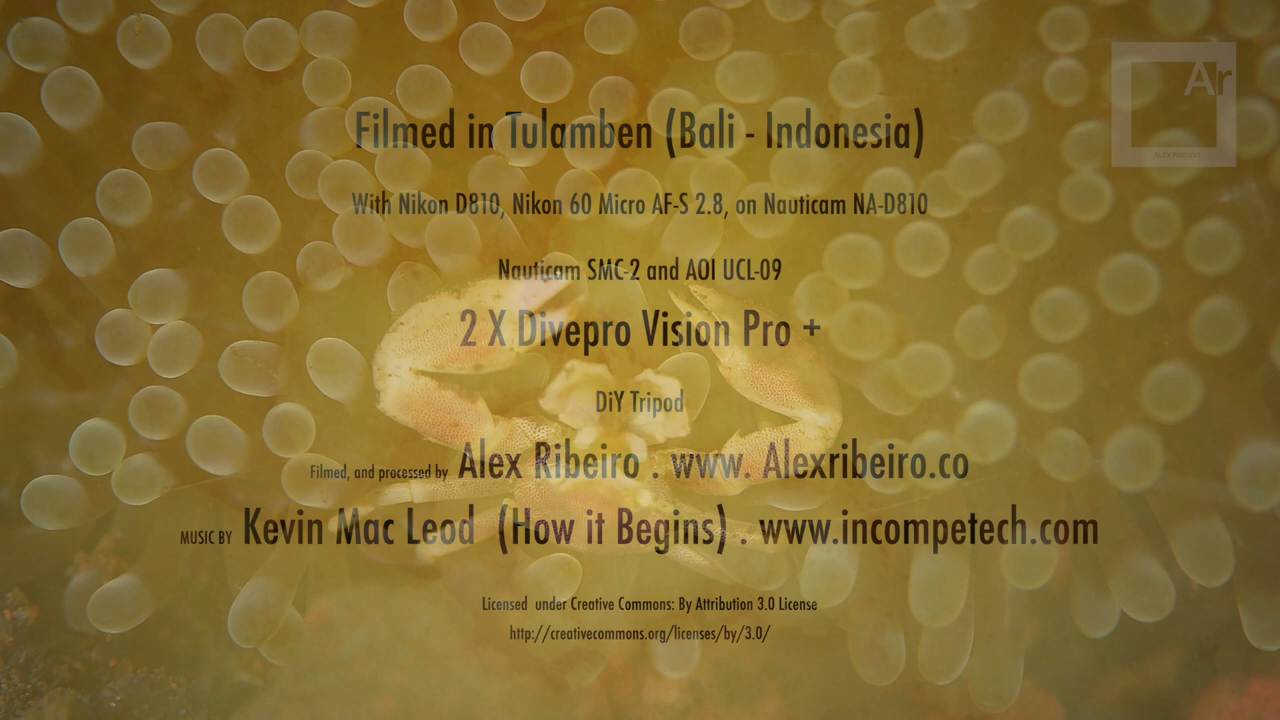 Ar
ALEX RIBEIRO
Filmed in Tulamben (Bali - Indonesia)
With Nikon D810, Nikon 60 Micro AF-S 2.8, on Nauticam NA-D810
Nauticam SMC-2 and AOI UCL-09
2 X Divepro Vision Pro +
DiY Tripod
Filmed, and processed by Alex Ribeiro . www. Alexribeiro.co
MUSIC BY Kevin Mac Leod (How it Begins) . www.incompetech.com
Licensed under Creative Commons: By Attribution 3.0 License
http://creativecommons.org/licenses/by/3.0/